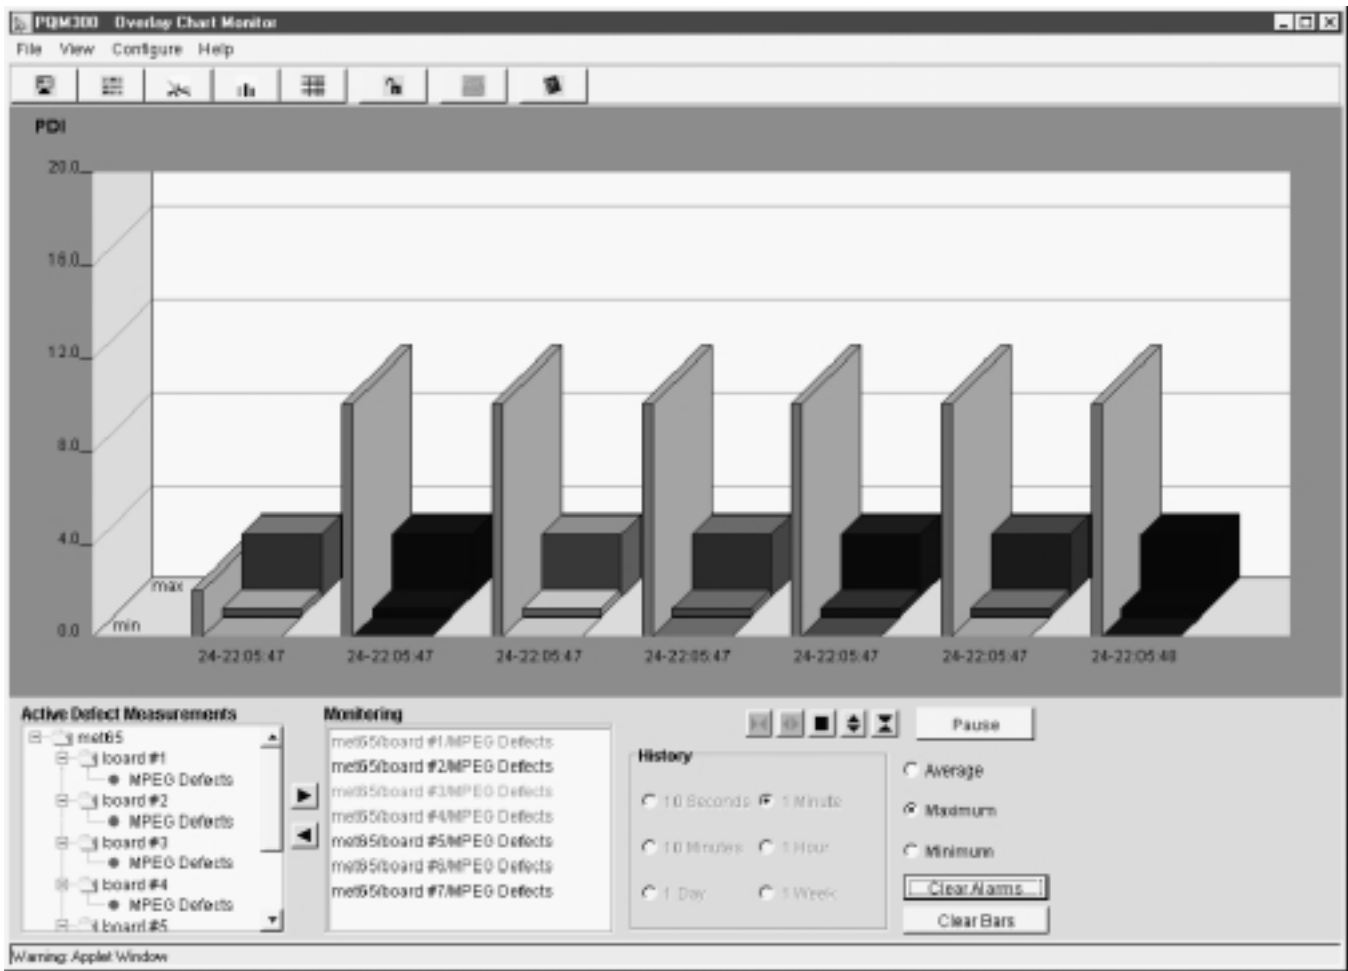 PQM300 Overlay Chart Monitor
File View Configure Help
PDI
20.0
16.0
12.0
8.0
4.0
0.0
max
min
24-22:05:47
24-22:05:47
24-22:05:47
24-22:05:47
24-22:05:47
24-22:05:47
24-22:05:48
Active Defect Measurements
met65
board #1
MPEG Defects
board #2
MPEG Defects
board #3
MPEG Defects
board #4
MPEG Defects
board #5
Monitoring
met65/board #1/MPEG Defects
met65/board #2/MPEG Defects
met65/board #3/MPEG Defects
met65/board #4/MPEG Defects
met65/board #5/MPEG Defects
met65/board #6/MPEG Defects
met65/board #7/MPEG Defects
History
10 Seconds 1 Minute
10 Minutes 1 Hour
1 Day 1 Week
Pause
Average
Maximum
Minimum
Clear Alarms
Clear Bars
Warning: Applet Window